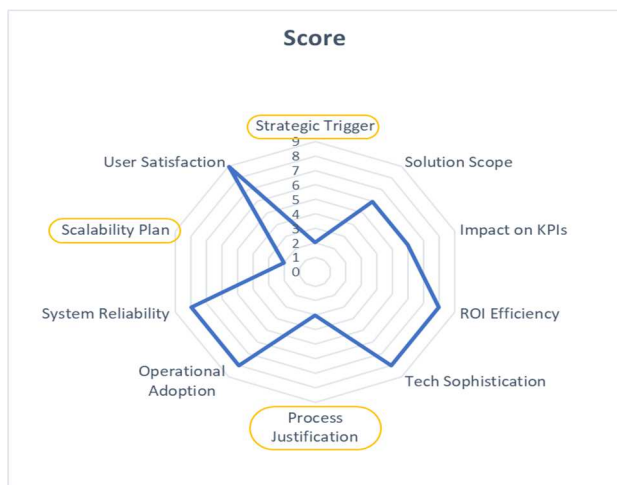 Score
Strategic Trigger
9
8
7
6
5
4
3
2
1
0
Solution Scope
Impact on KPIs
ROI Efficiency
Tech Sophistication
Process
Justification
Operational
Adoption
System Reliability
Scalability Plan
User Satisfaction